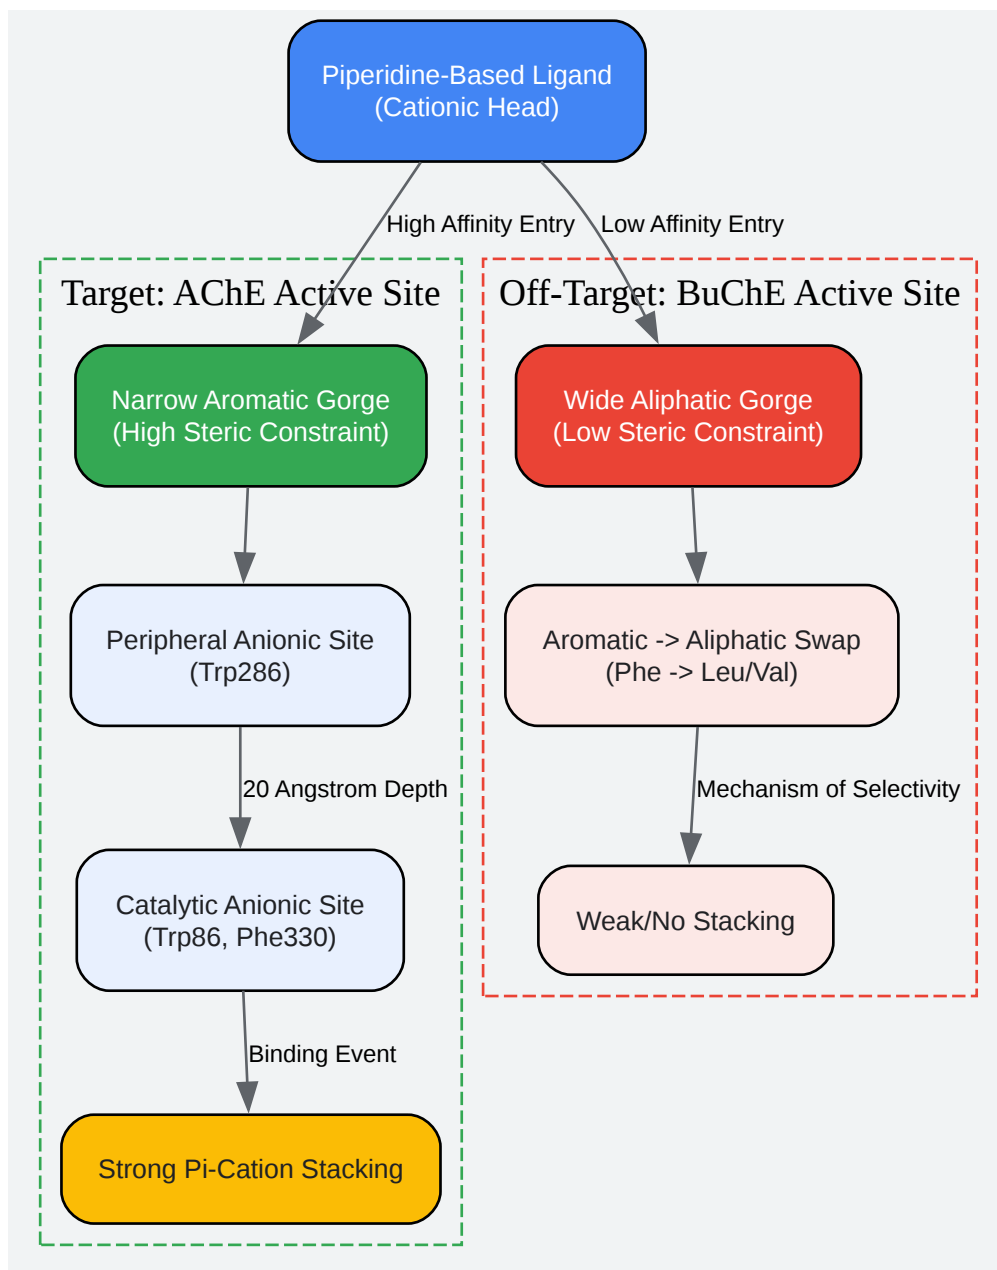 Piperidine-Based Ligand
(Cationic Head)
High Affinity Entry
Low Affinity Entry
Target: AChE Active Site
Narrow Aromatic Gorge
(High Steric Constraint)
Peripheral Anionic Site
(Trp286)
20 Angstrom Depth
Catalytic Anionic Site
(Trp86, Phe330)
Binding Event
Strong Pi-Cation Stacking
Off-Target: BuChE Active Site
Wide Aliphatic Gorge
(Low Steric Constraint)
Aromatic -> Aliphatic Swap
(Phe -> Leu/Val)
Mechanism of Selectivity
Weak/No Stacking